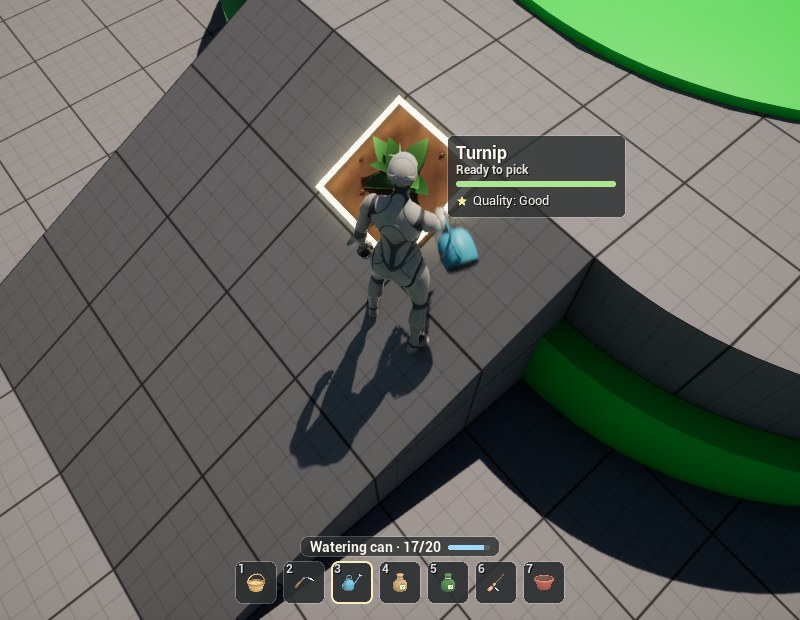 Turnip
Ready to pick
Quality: Good
Watering can · 17/20
1 2 3 4 5 6 7